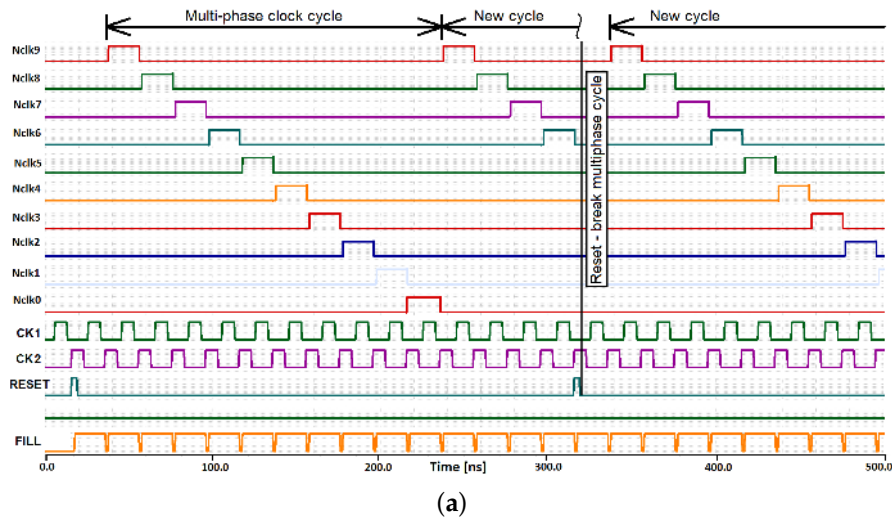 Multi-phase clock cycle New cycle New cycle
Nclk9
Nclk8
Nclk7
Nclk6
Nclk5
Nclk4
Nclk3
Nclk2
Nclk1
Nclk0
CK1
CK2
RESET
FILL
Reset - break multiphase cycle
0.0 100.0 200.0 300.0 400.0 500.0
Time [ns]
(a)